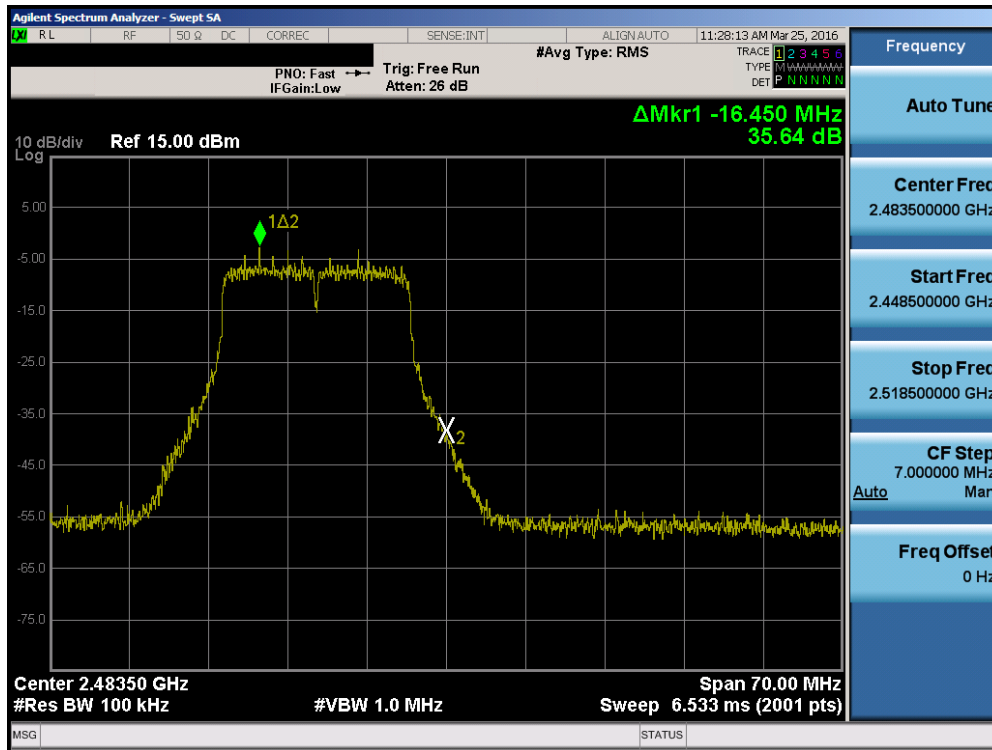 Agilent Spectrum Analyzer - Swept SA
LXI RL RF 50 Ω DC CORREC SENSE:INT ALIGN AUTO 11:28:13 AM Mar 25, 2016
#Avg Type: RMS TRACE 1 2 3 4 5 6
PNO: Fast Trig: Free Run TYPE M WWWWW
IFGain:Low Atten: 26 dB DET P N N N N N
ΔMkr1 -16.450 MHz
35.64 dB
10 dB/div Ref 15.00 dBm
Log
5.00
1Δ2
-5.00
-15.0
-25.0
-35.0
2
-45.0
-55.0
-65.0
-75.0
Center 2.48350 GHz Span 70.00 MHz
#Res BW 100 kHz #VBW 1.0 MHz Sweep 6.533 ms (2001 pts)
MSG STATUS
Frequency
Auto Tune
Center Freq
2.483500000 GHz
Start Freq
2.448500000 GHz
Stop Freq
2.518500000 GHz
CF Step
7.000000 MHz
Auto Man
Freq Offset
0 Hz